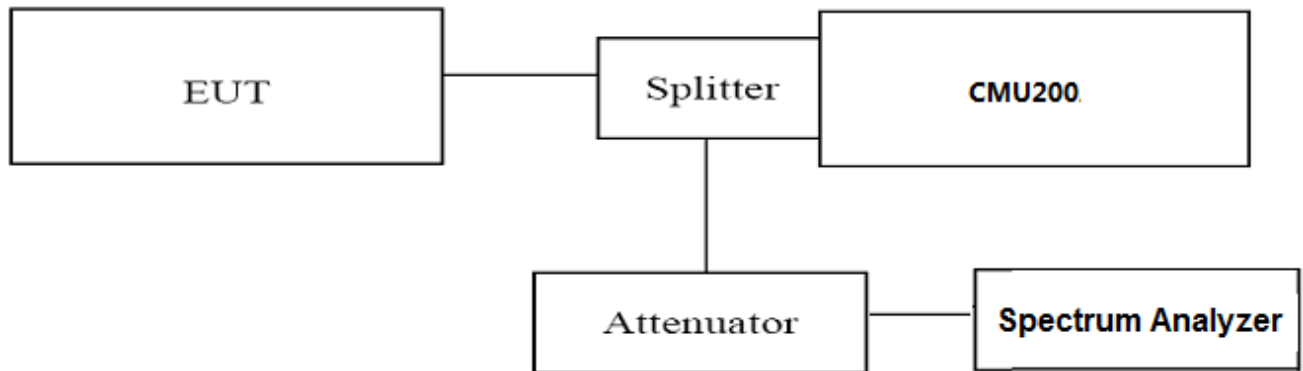 EUT
Splitter
CMU200
Attenuator
Spectrum Analyzer